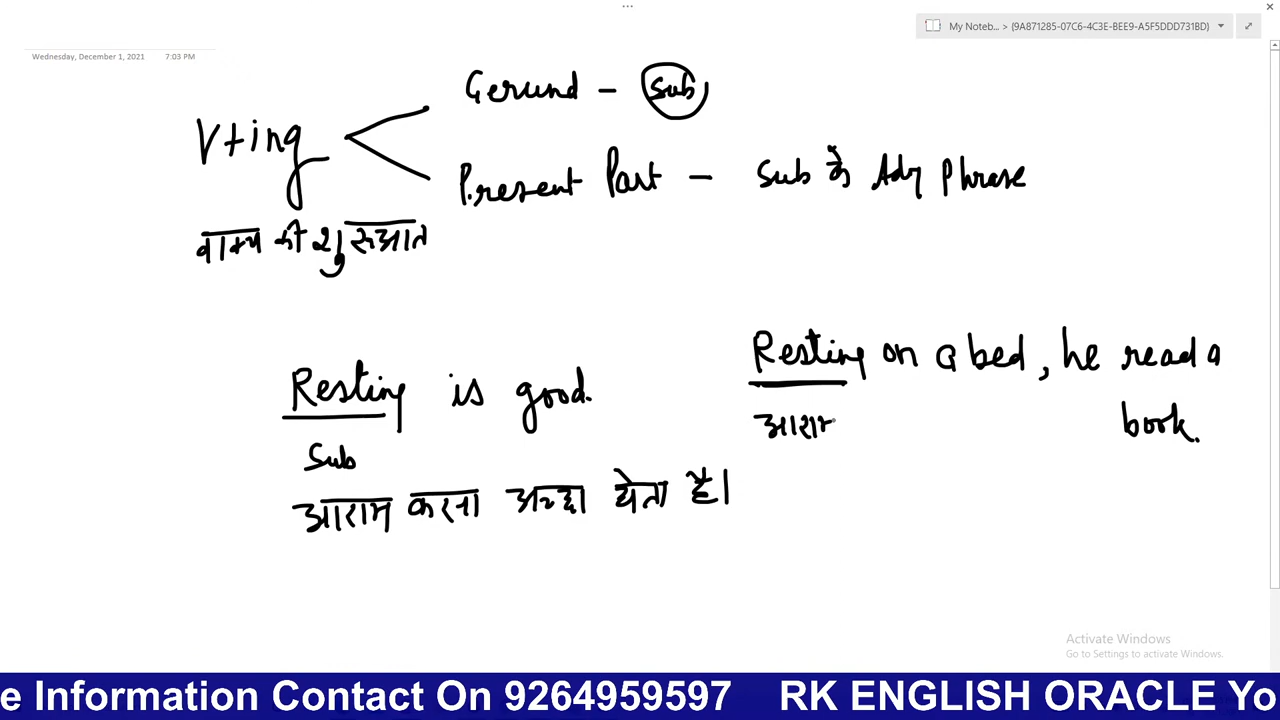 My Noteb... > {9A871285-07C6-4C3E-BEE9-A5F5DDD731BD}
Wednesday, December 1, 2021 7:03 PM
Gerund - Sub
V+ing
Present Part - Sub के Adj Phrase
वाक्य की शुरूआत
Resting on a bed, he read a
book.
Resting is good.
Sub
आराम
आराम करना अच्छा होता है।
Activate Windows
Go to Settings to activate Windows.
e Information Contact On 9264959597 RK ENGLISH ORACLE Yo